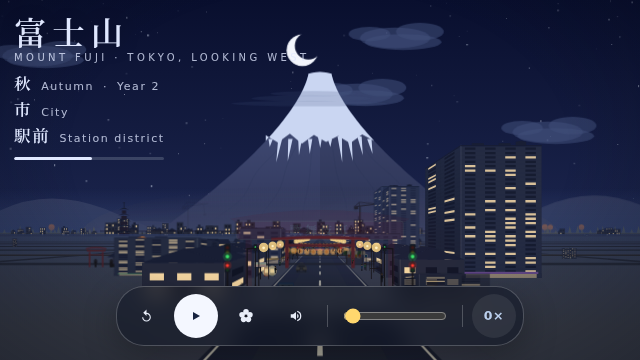 富士山
MOUNT FUJI · TOKYO, LOOKING WEST
秋 Autumn · Year 2
市 City
駅前 Station district
0×